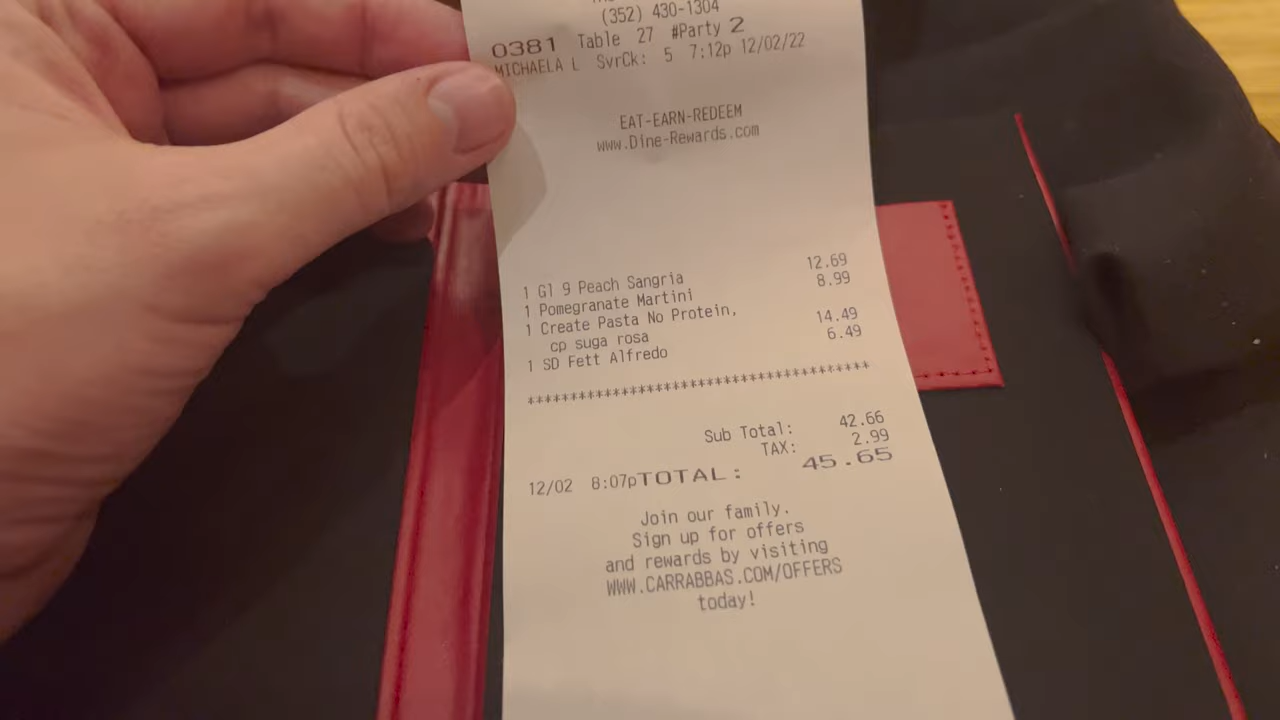 (352) 430-1304
0381 Table 27 #Party 2
MICHAELA L SvrCk: 5 7:12p 12/02/22
EAT-EARN-REDEEM
www.Dine-Rewards.com
1 Gl 9 Peach Sangria 12.69
1 Pomegranate Martini 8.99
1 Create Pasta No Protein, 14.49
cp suga rosa
1 SD Fett Alfredo 6.49
****************************************
Sub Total: 42.66
TAX: 2.99
12/02 8:07pTOTAL: 45.65
Join our family.
Sign up for offers
and rewards by visiting
WWW.CARRABBAS.COM/OFFERS
today!